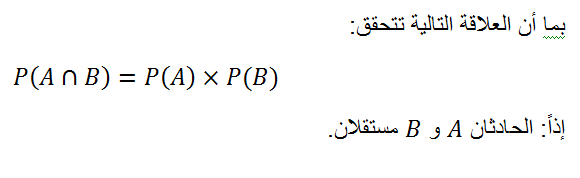 بما أن العلاقة التالية تتحقق:
P(A ∩ B) = P(A) × P(B)
إذاً: الحادثان A و B مستقلان.